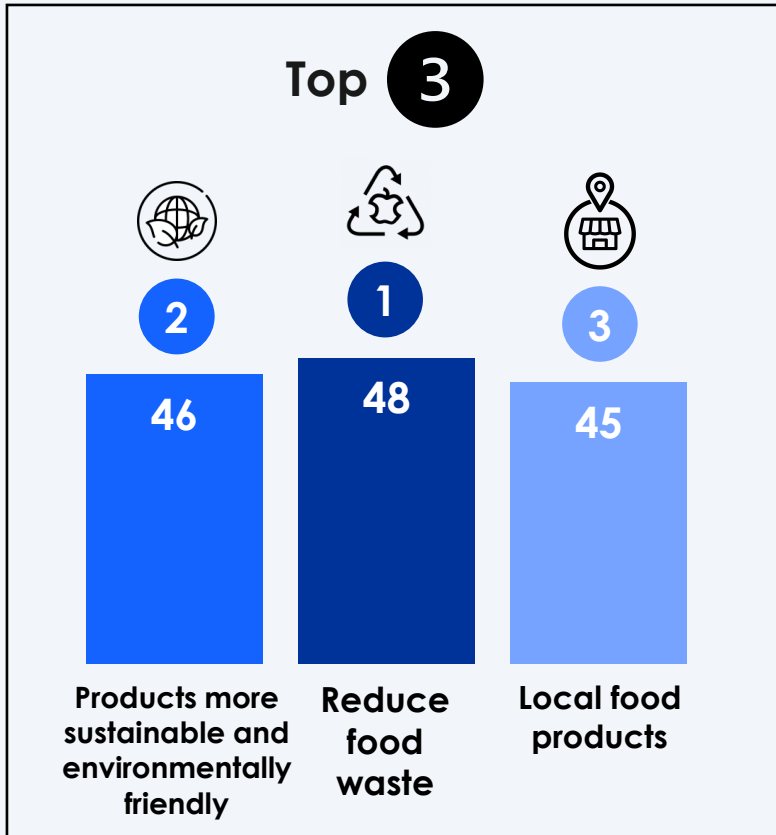 Top 3
2
1
3
46
48
45
Products more
sustainable and
environmentally
friendly
Reduce
food
waste
Local food
products